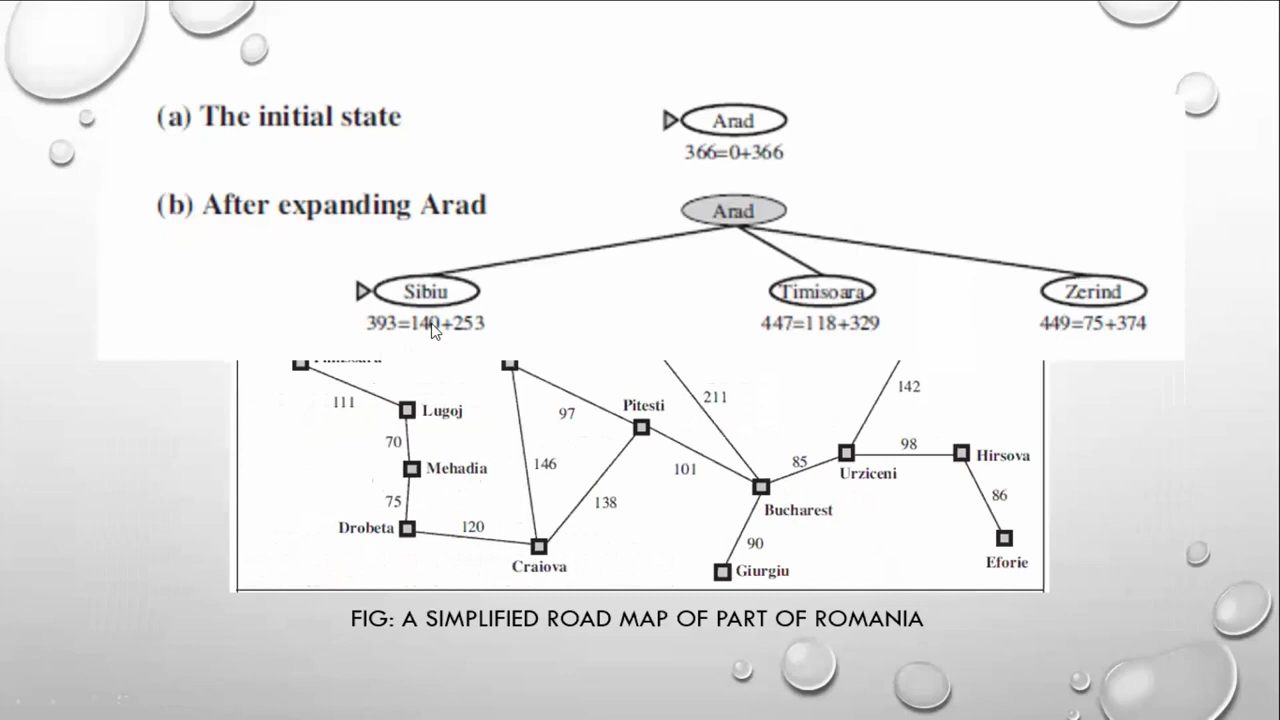 (a) The initial state
Arad
366=0+366
(b) After expanding Arad
Arad
Sibiu
Timisoara
Zerind
393=140+253
447=118+329
449=75+374
111
Lugoj
97
Pitesti
211
142
70
Mehadia
146
101
85
98
Hirsova
Urziceni
75
138
86
Drobeta
120
Bucharest
Craiova
90
Giurgiu
Eforie
FIG: A SIMPLIFIED ROAD MAP OF PART OF ROMANIA